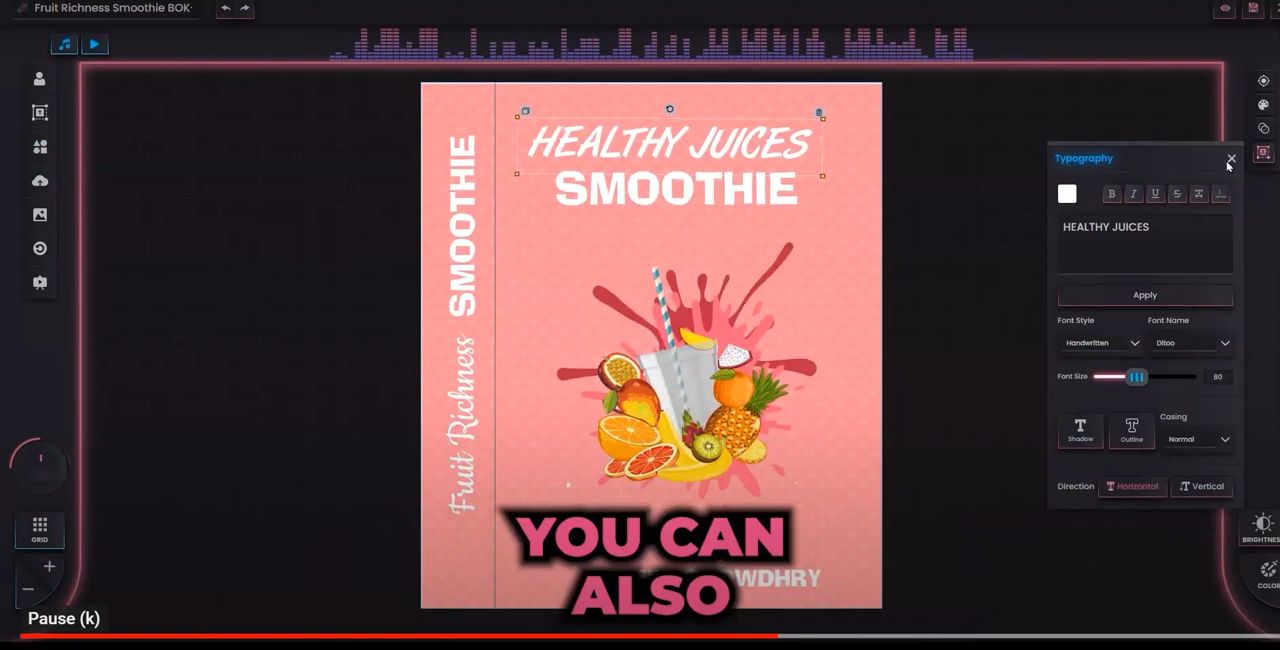 Fruit Richness Smoothie BOK
Typography
HEALTHY JUICES
SMOOTHIE
SMOOTHIE
Fruit Richness
B I U S T
HEALTHY JUICES
Apply
Font Style
Font Name
Handwritten
Ditoo
Font Size
80
T
Shadow
T
Outline
Casing
Normal
Direction
Horizontal
Vertical
GRID
BRIGHTNES
COLO
YOU CAN
ALSO
WDHRY
Pause (k)